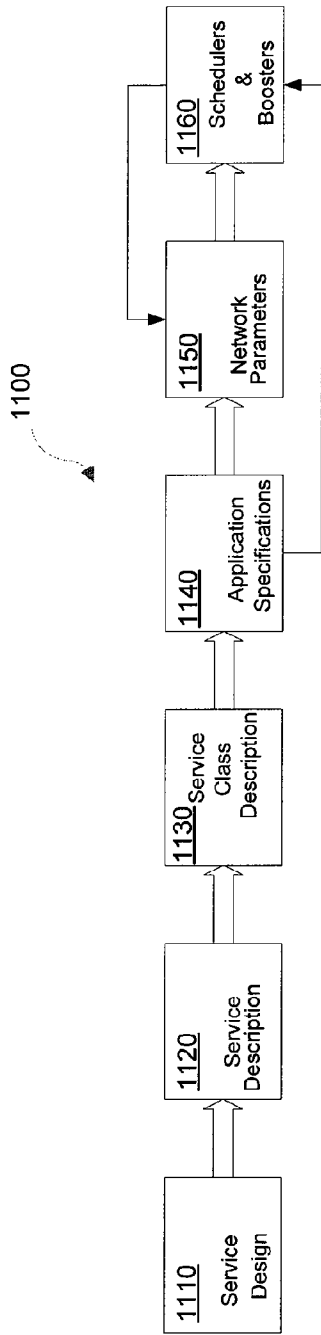 1100
1110
Service
Design
1120
Service
Description
1130
Service
Class
Description
1140
Application
Specifications
1150
Network
Parameters
1160
Schedulers
&
Boosters